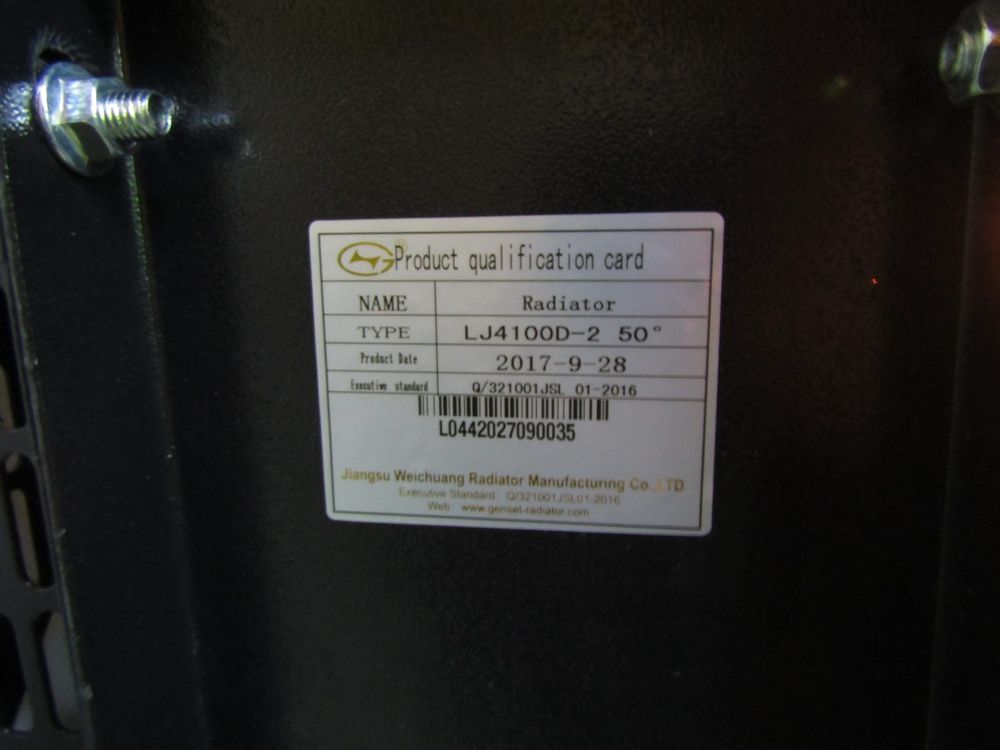 ® Product qualification card
NAME Radiator
TYPE LJ4100D-2 50°
Product Date 2017-9-28
Executive standard Q/321001JSL 01-2016
L0442027090035
Jiangsu Weichuang Radiator Manufacturing Co.,LTD
Executive Standard: Q/321001JSL01-2016
Web: www.genset-radiator.com